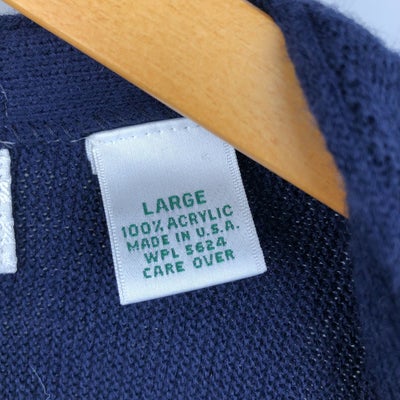 LARGE
100% ACRYLIC
MADE IN U.S.A.
WPL 5624
CARE OVER